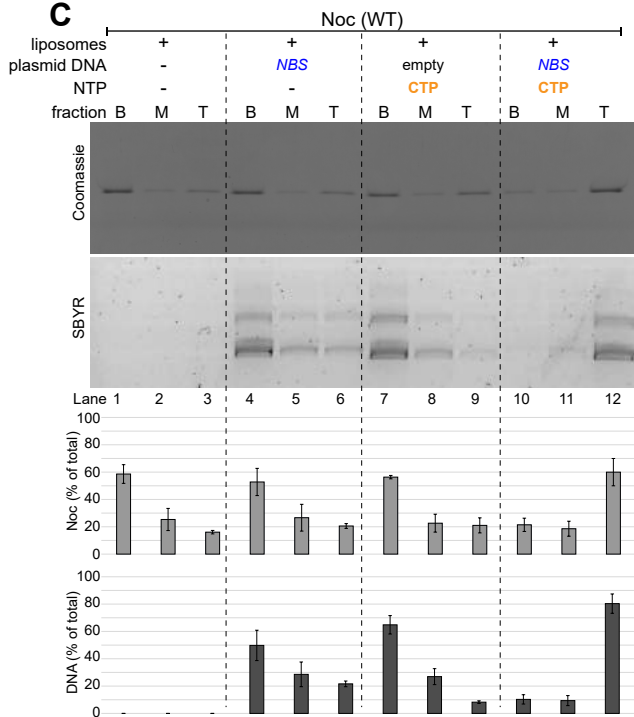 C
Noc (WT)
liposomes + + + +
plasmid DNA - NBS empty NBS
NTP - - CTP CTP
fraction B M T B M T B M T B M T
Coomassie
SBYR
Lane 1 2 3 4 5 6 7 8 9 10 11 12
Noc (% of total)
100
80
60
40
20
0
DNA (% of total)
100
80
60
40
20
0